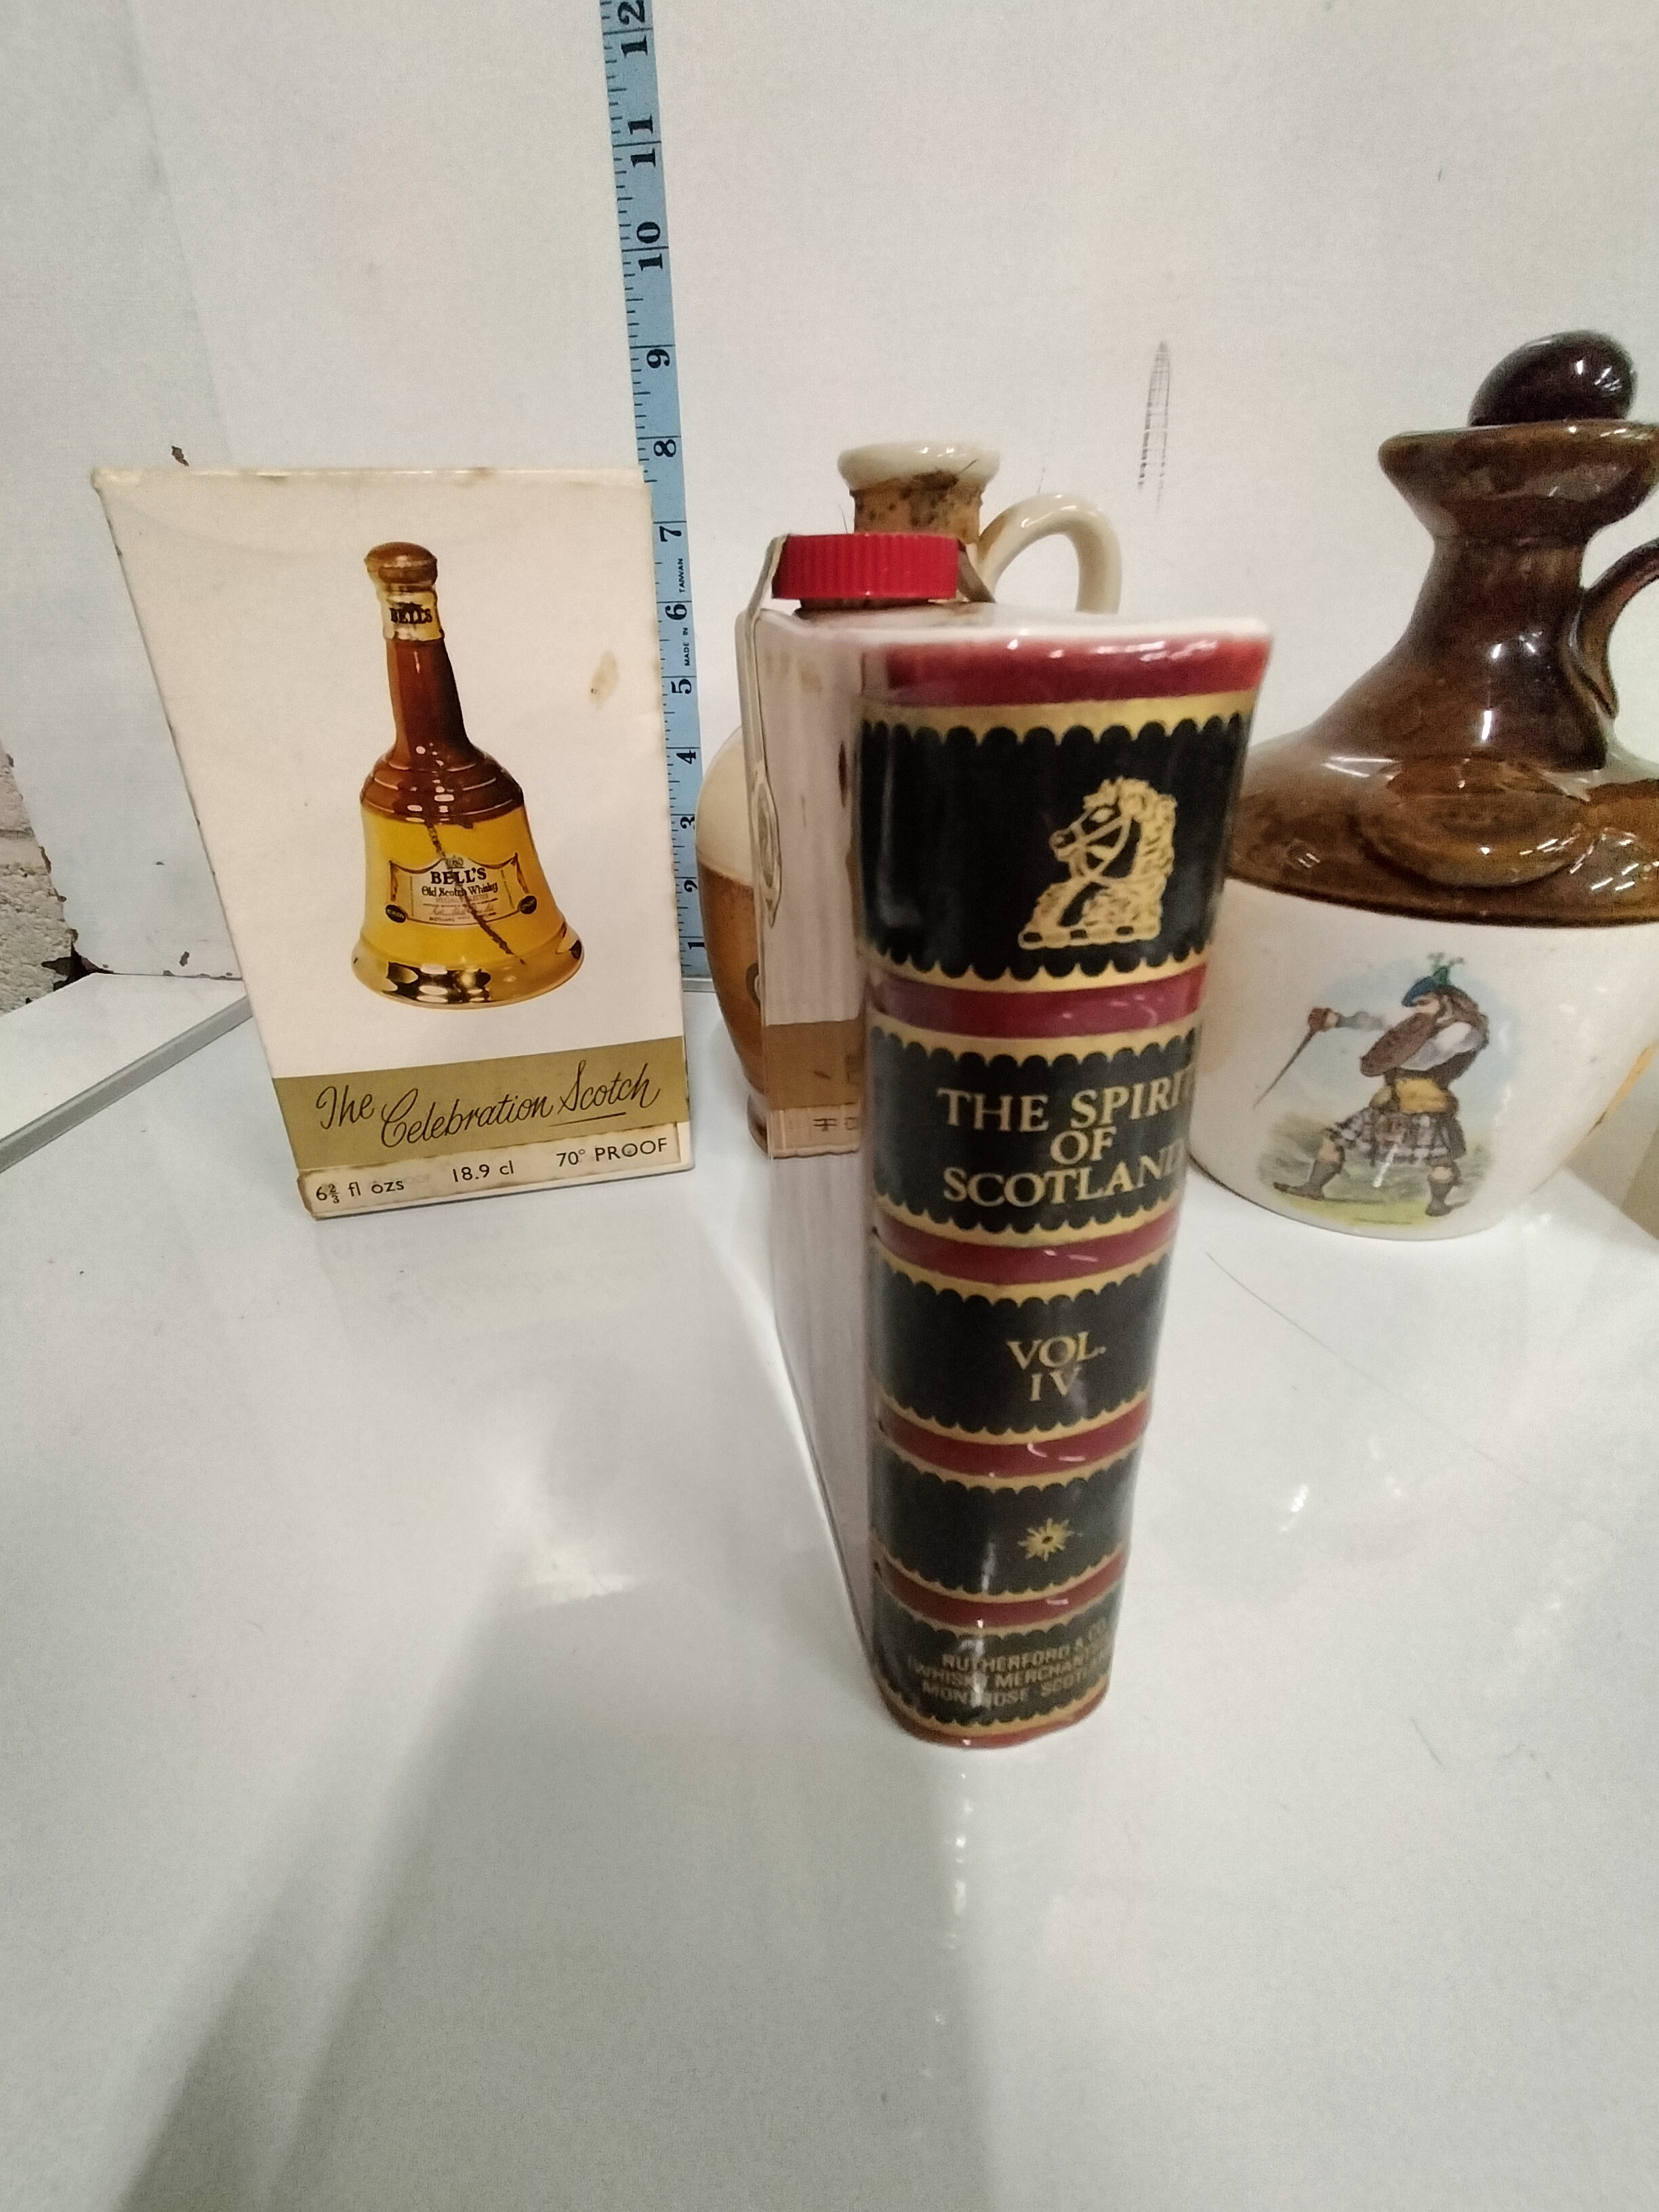 BELL'S
BELL'S
Old Scotch Whisky
The Celebration Scotch
6⅔ fl ozs 18.9 cl 70° PROOF
12
11
10
9
8
7
6
5
4
3
2
1
MADE IN TAIWAN
THE SPIRIT
OF
SCOTLAND
VOL.
IV
RUTHERFORD & CO.
WHISKY MERCHANTS
MONTROSE SCOTLAND